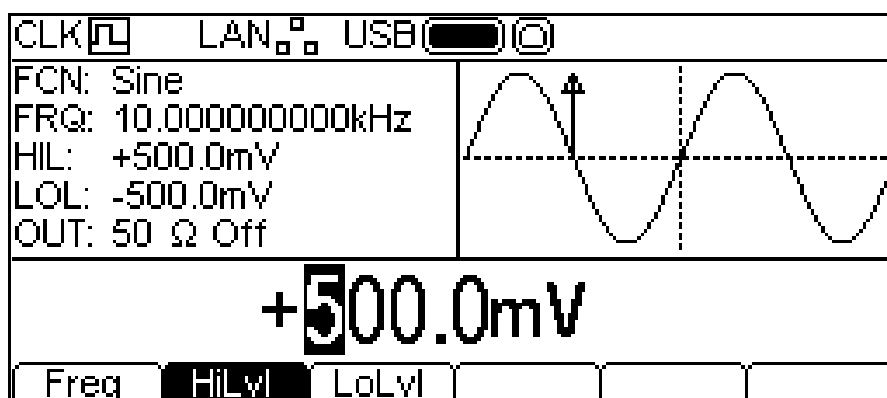 CLK LAN USB
FCN: Sine
FRQ: 10.000000000kHz
HIL: +500.0mV
LOL: -500.0mV
OUT: 50 Ω Off
+500.0mV
Freq HiLvl LoLvl